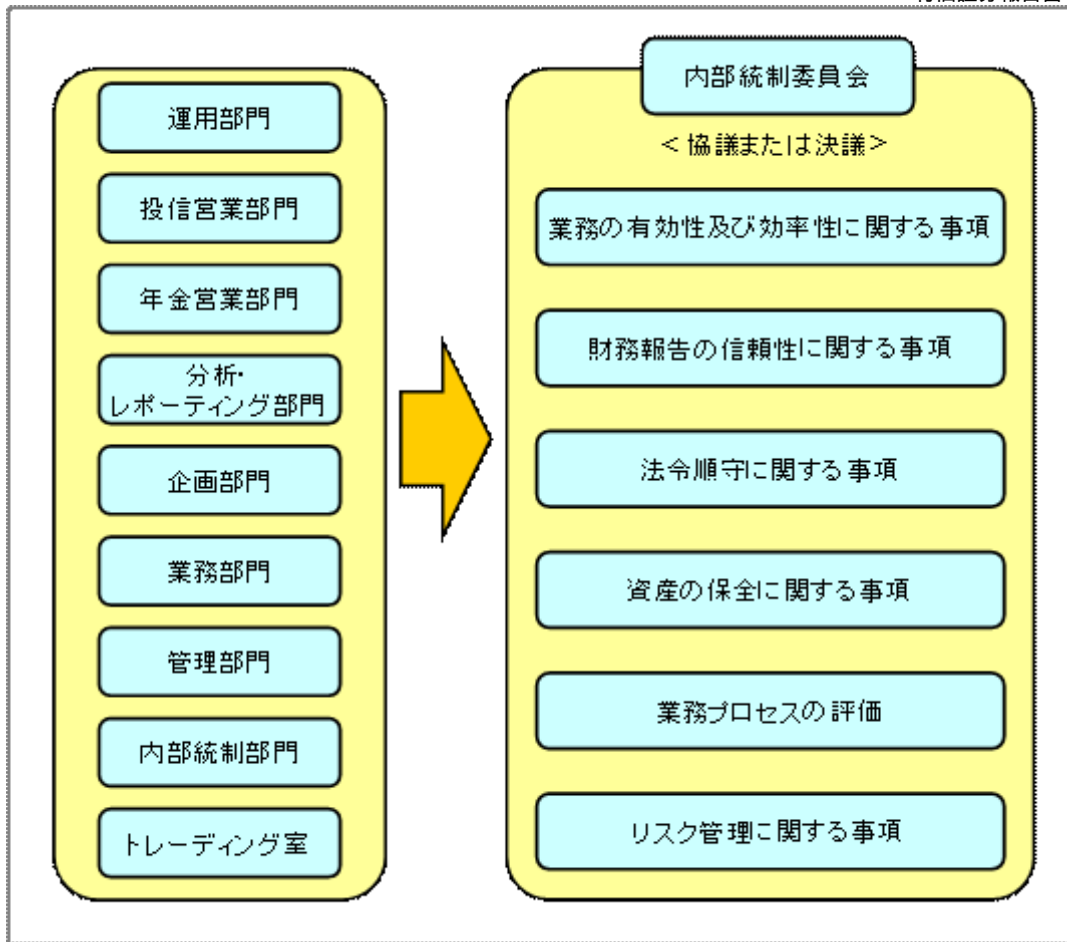 運用部門
投信営業部門
年金営業部門
分析・
レポーティング部門
企画部門
業務部門
管理部門
内部統制部門
トレーディング室
内部統制委員会
＜協議または決議＞
業務の有効性及び効率性に関する事項
財務報告の信頼性に関する事項
法令順守に関する事項
資産の保全に関する事項
業務プロセスの評価
リスク管理に関する事項